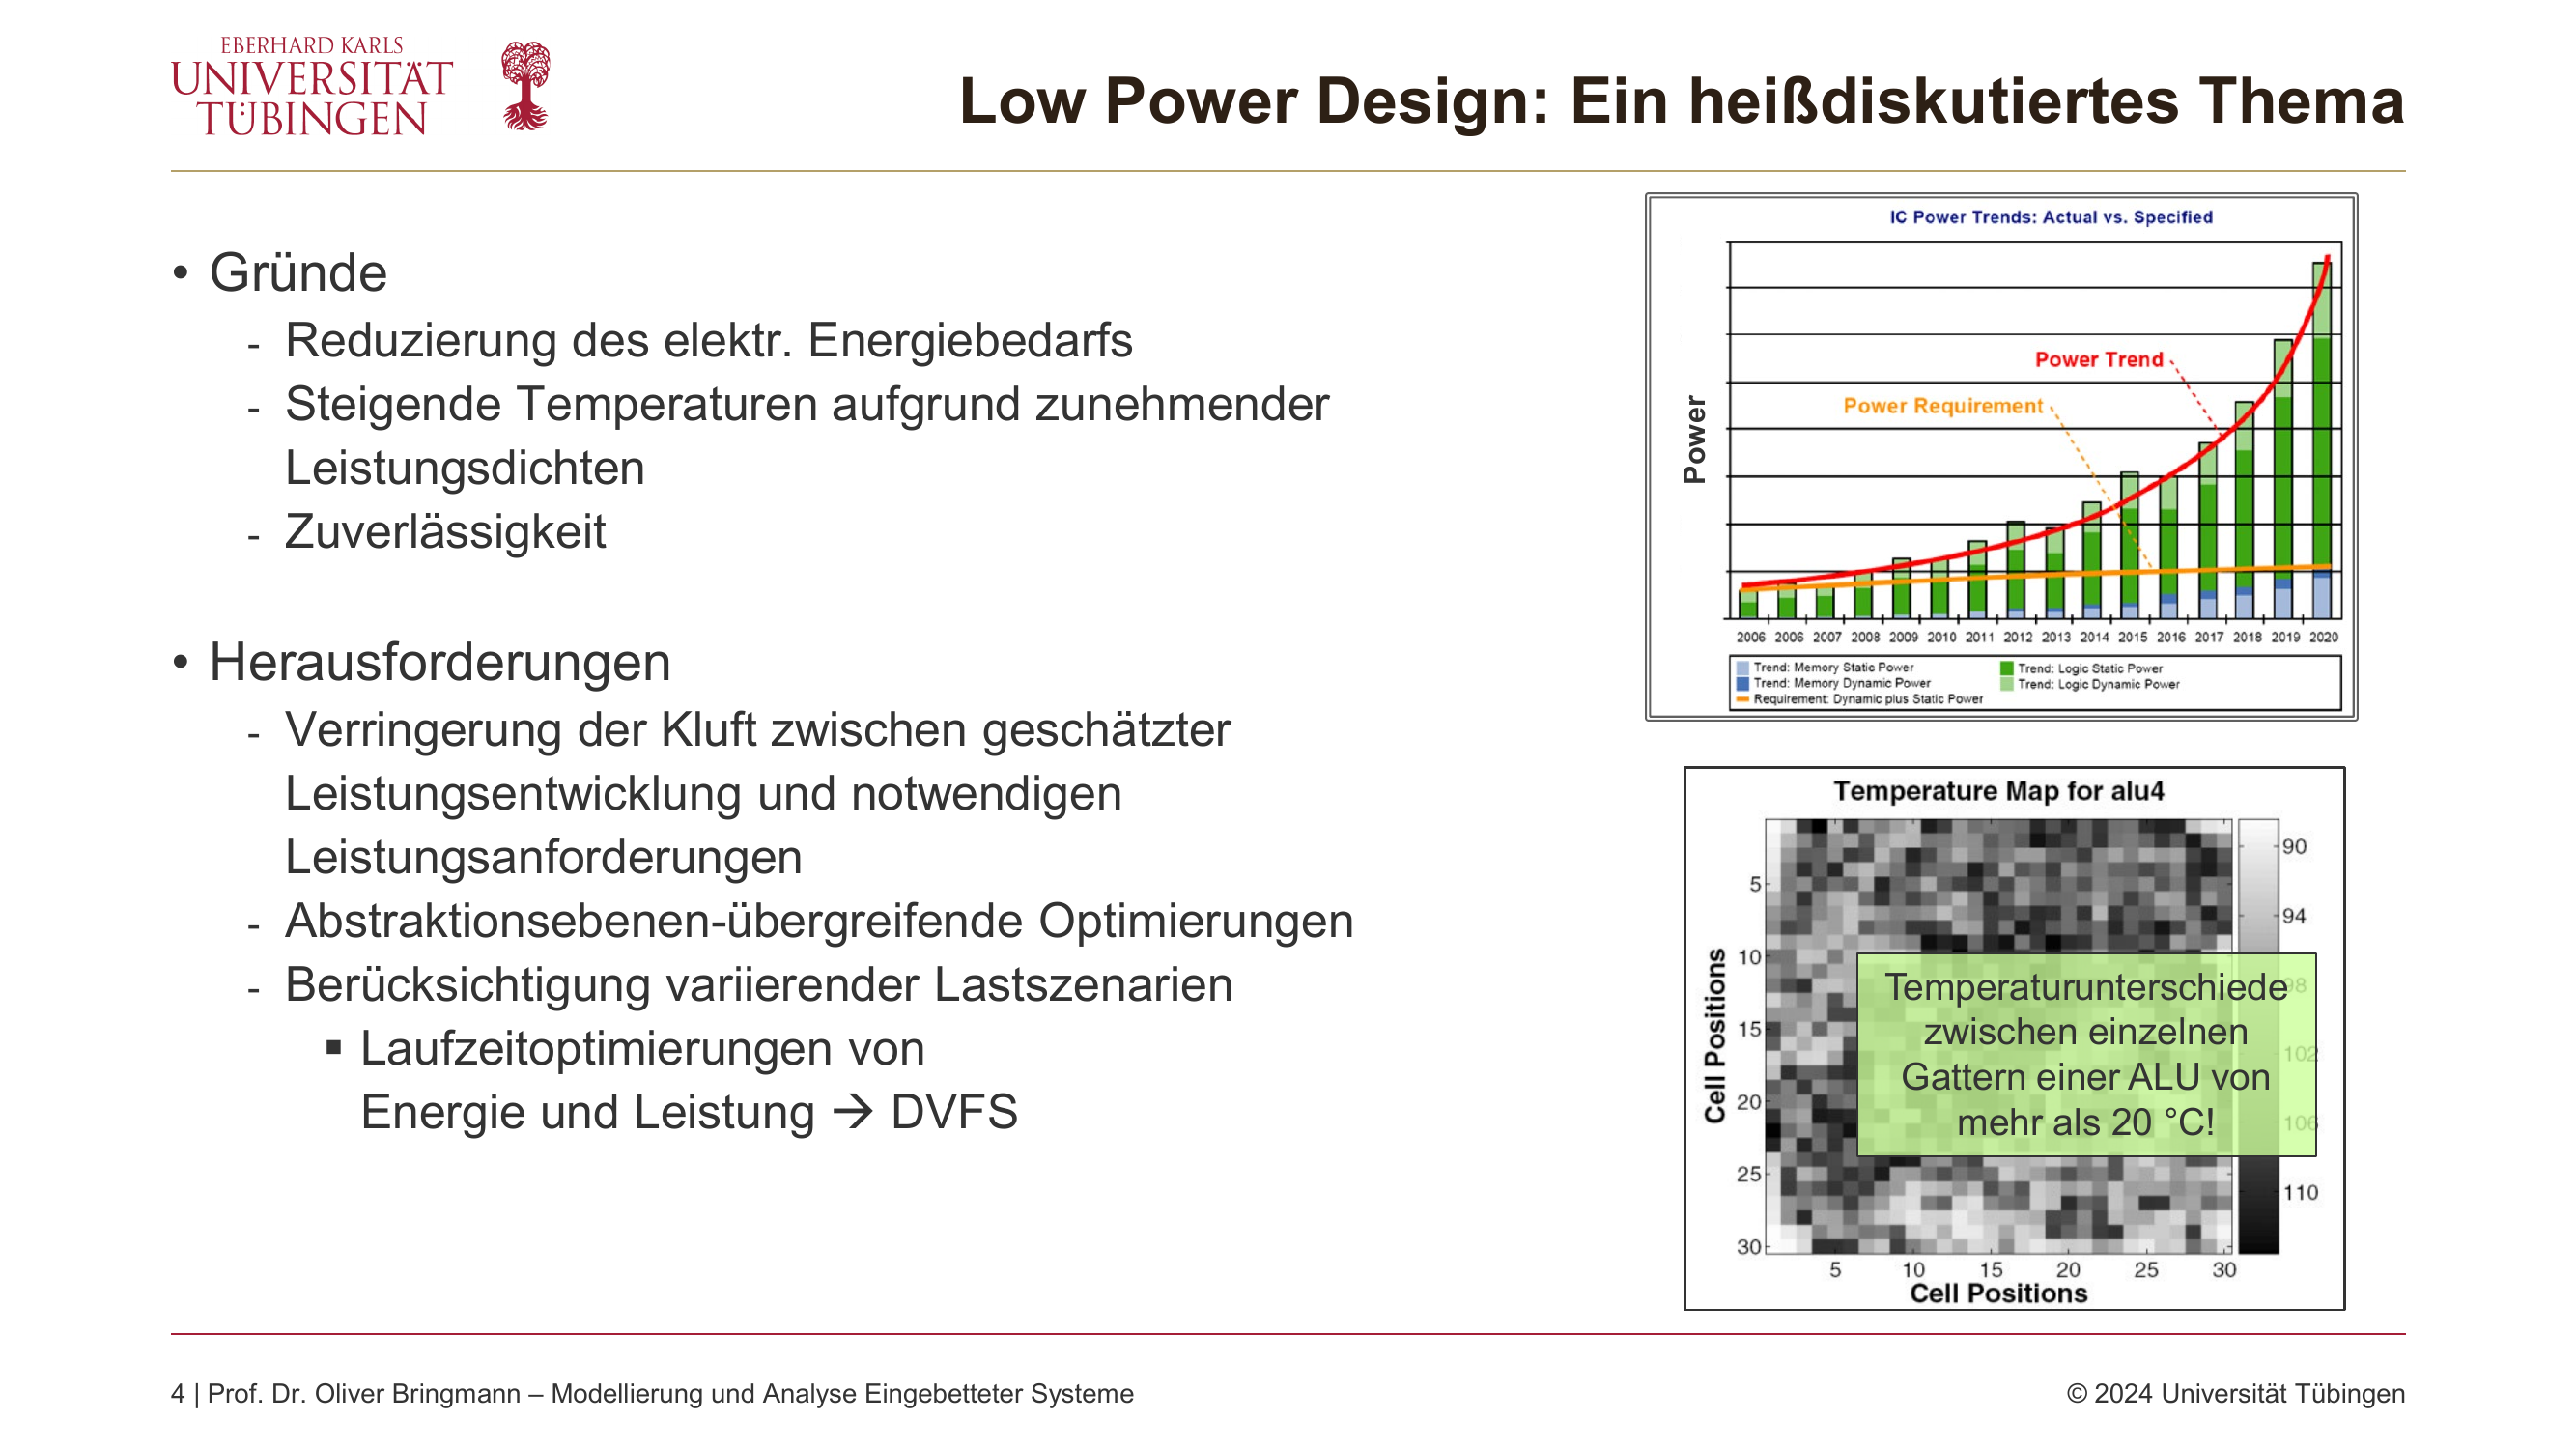 EBERHARD KARLS
UNIVERSITÄT
TÜBINGEN
Low Power Design: Ein heißdiskutiertes Thema
• Gründe
- Reduzierung des elektr. Energiebedarfs
- Steigende Temperaturen aufgrund zunehmender
Leistungsdichten
- Zuverlässigkeit
• Herausforderungen
- Verringerung der Kluft zwischen geschätzter
Leistungsentwicklung und notwendigen
Leistungsanforderungen
- Abstraktionsebenen-übergreifende Optimierungen
- Berücksichtigung variierender Lastszenarien
▪ Laufzeitoptimierungen von
Energie und Leistung → DVFS
IC Power Trends: Actual vs. Specified
Power Trend
Power Requirement
Power
2006 2006 2007 2008 2009 2010 2011 2012 2013 2014 2015 2016 2017 2018 2019 2020
Trend: Memory Static Power
Trend: Logic Static Power
Trend: Memory Dynamic Power
Trend: Logic Dynamic Power
Requirement: Dynamic plus Static Power
Temperature Map for alu4
Cell Positions
5
10
15
20
25
30
90
94
98
102
106
110
Temperaturunterschiede
zwischen einzelnen
Gattern einer ALU von
mehr als 20 °C!
5 10 15 20 25 30
Cell Positions
4 | Prof. Dr. Oliver Bringmann – Modellierung und Analyse Eingebetteter Systeme
© 2024 Universität Tübingen